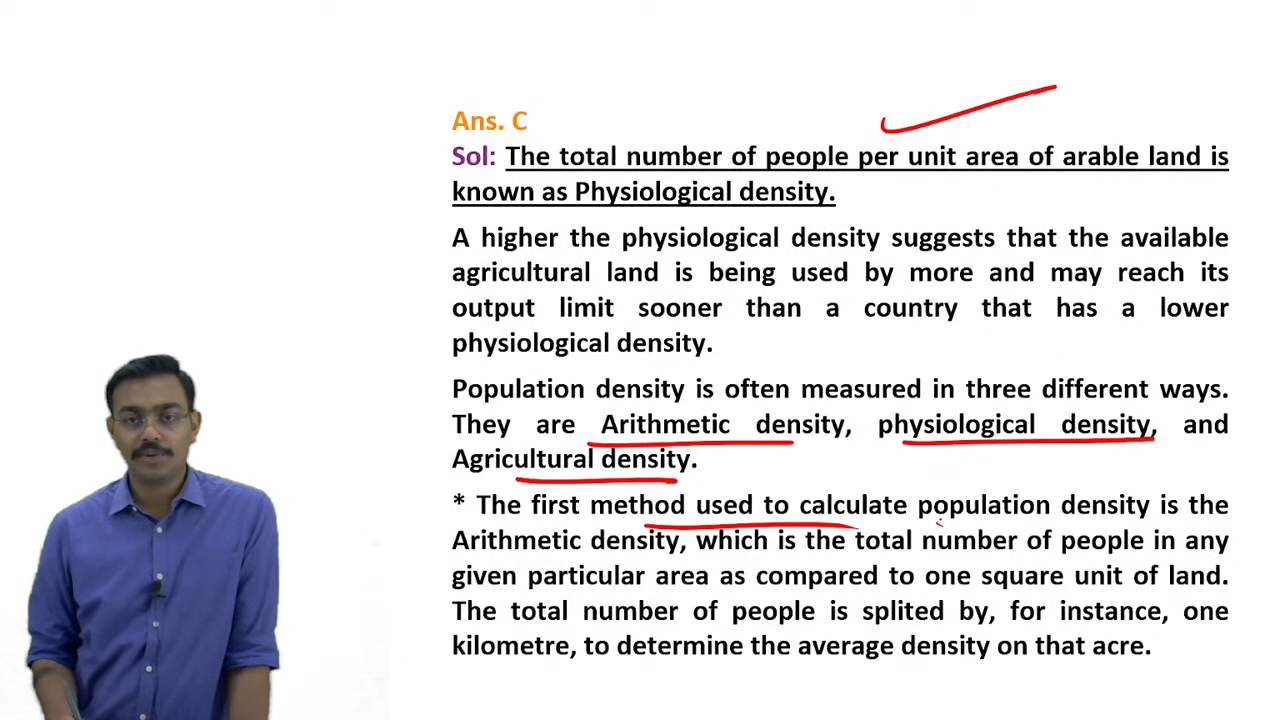 Ans. C
Sol: The total number of people per unit area of arable land is
known as Physiological density.
A higher the physiological density suggests that the available
agricultural land is being used by more and may reach its
output limit sooner than a country that has a lower
physiological density.
Population density is often measured in three different ways.
They are Arithmetic density, physiological density, and
Agricultural density.
* The first method used to calculate population density is the
Arithmetic density, which is the total number of people in any
given particular area as compared to one square unit of land.
The total number of people is splited by, for instance, one
kilometre, to determine the average density on that acre.